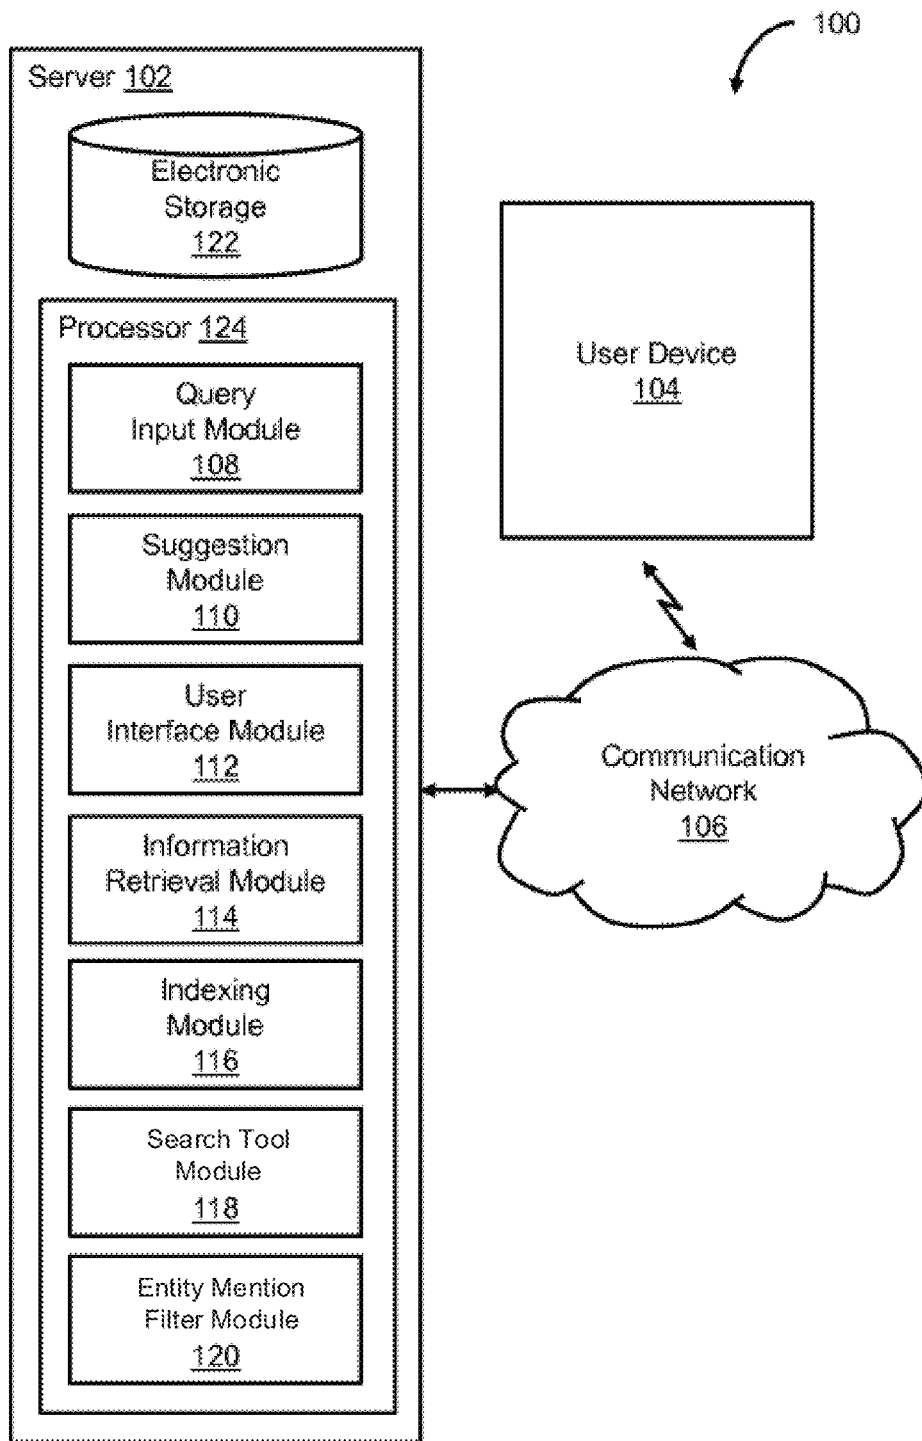 100
Server 102
Electronic
Storage
122
Processor 124
Query
Input Module
108
Suggestion
Module
110
User
Interface Module
112
Information
Retrieval Module
114
Indexing
Module
116
Search Tool
Module
118
Entity Mention
Filter Module
120
User Device
104
Communication
Network
106